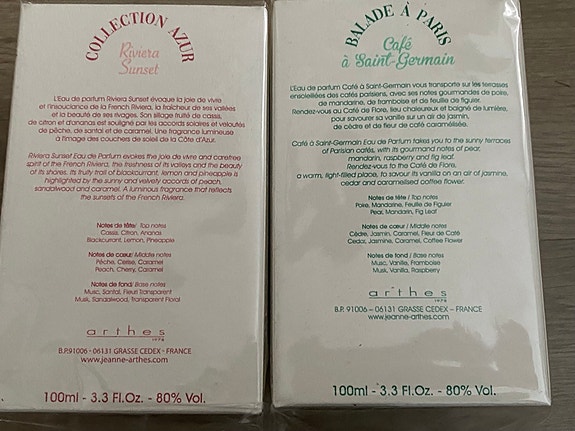 COLLECTION AZUR
Riviera
Sunset
L'Eau de parfum Riviera Sunset évoque la joie de vivre
et l'insouciance de la French Riviera, la fraîcheur de ses vallées
et la beauté de ses rivages. Son sillage fruité de cassis,
de citron et d'ananas est souligné par les accords solaires et veloutés
de pêche, de santal et de caramel. Une fragrance lumineuse
à l'image des couchers de soleil de la Côte d'Azur.
Riviera Sunset Eau de Parfum evokes the joie de vivre and carefree
spirit of the French Riviera, the freshness of its valleys and the beauty
of its shores. Its fruity trail of blackcurrant, lemon and pineapple is
highlighted by the sunny and velvety accords of peach,
sandalwood and caramel. A luminous fragrance that reflects
the sunsets of the French Riviera.
Notes de tête/ Top notes
Cassis, Citron, Ananas
Blackcurrant, Lemon, Pineapple
Notes de cœur/ Middle notes
Pêche, Cerise, Caramel
Peach, Cherry, Caramel
Notes de fond/ Base notes
Musc, Santal, Fleuri Transparent
Musk, Sandalwood, Transparent Floral
arthes
1978
B.P. 91006 - 06131 GRASSE CEDEX - FRANCE
www.jeanne-arthes.com
100ml - 3.3 Fl.Oz. - 80% Vol.
BALADE À PARIS
Café
à Saint-Germain
L'Eau de parfum Café à Saint-Germain vous transporte sur les terrasses
ensoleillées des cafés parisiens, avec ses notes gourmandes de poire,
de mandarine, de framboise et de feuille de figuier.
Rendez-vous au Café de Flore, lieu chaleureux et baigné de lumière,
pour savourer sa vanille sur un air de jasmin,
de cèdre et de fleur de café caramélisée.
Café à Saint-Germain Eau de Parfum takes you to the sunny terraces
of Parisian cafés, with its gourmand notes of pear,
mandarin, raspberry and fig leaf.
Rendez-vous to the Café de Flore,
a warm, light-filled place, to savour its vanilla on an air of jasmine,
cedar and caramelised coffee flower.
Notes de tête / Top notes
Poire, Mandarine, Feuille de Figuier
Pear, Mandarin, Fig Leaf
Notes de cœur / Middle notes
Cèdre, Jasmin, Caramel, Fleur de Café
Cedar, Jasmine, Caramel, Coffee Flower
Notes de fond / Base notes
Musc, Vanille, Framboise
Musk, Vanilla, Raspberry
arthes
1978
B.P. 91006 – 06131 GRASSE CEDEX – FRANCE
www.jeanne-arthes.com
100ml - 3.3 Fl.Oz. - 80% Vol.